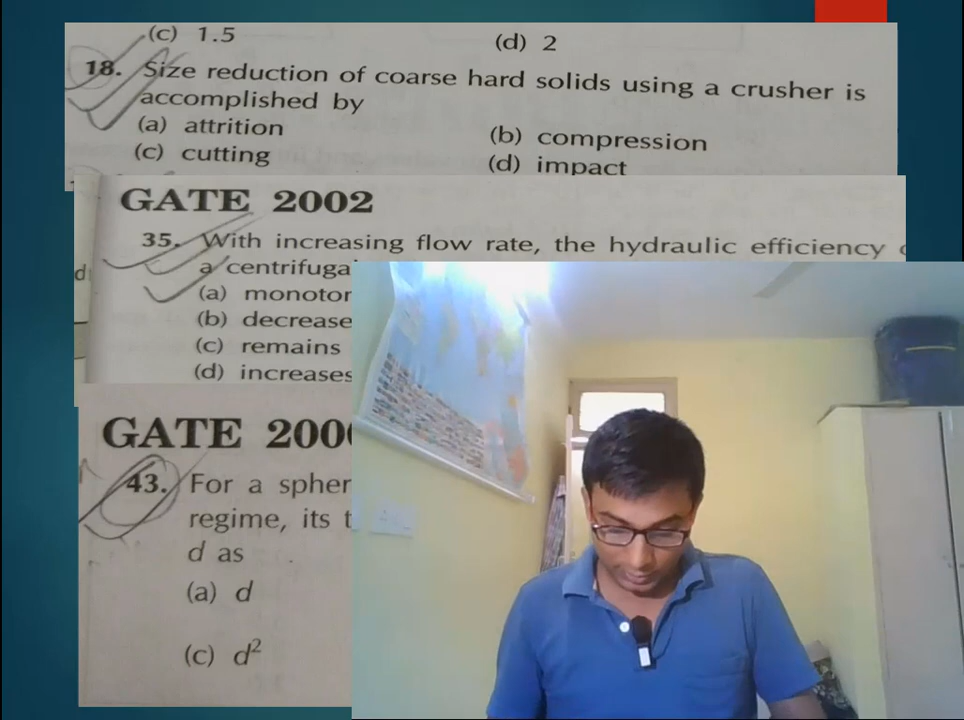 (c) 1.5
(d) 2
18. Size reduction of coarse hard solids using a crusher is
accomplished by
(a) attrition
(b) compression
(c) cutting
(d) impact
GATE 2002
35. With increasing flow rate, the hydraulic efficiency
a centrifuga
(a) monoton
(b) decrease
(c) remains
(d) increases
GATE 200
43. For a spher
regime, its t
d as
(a) d
(c) d²